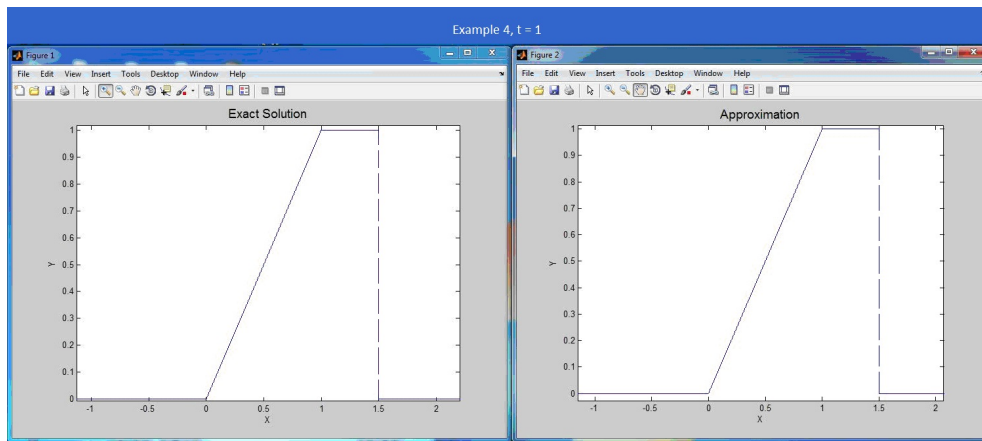 Example 4, t = 1
Figure 1
File Edit View Insert Tools Desktop Window Help
Exact Solution
1
0.9
0.8
0.7
0.6
0.5
0.4
0.3
0.2
0.1
0
Y
-1 -0.5 0 0.5 1 1.5 2
X
Figure 2
File Edit View Insert Tools Desktop Window Help
Approximation
1
0.9
0.8
0.7
0.6
0.5
0.4
0.3
0.2
0.1
0
Y
-1 -0.5 0 0.5 1 1.5 2
X